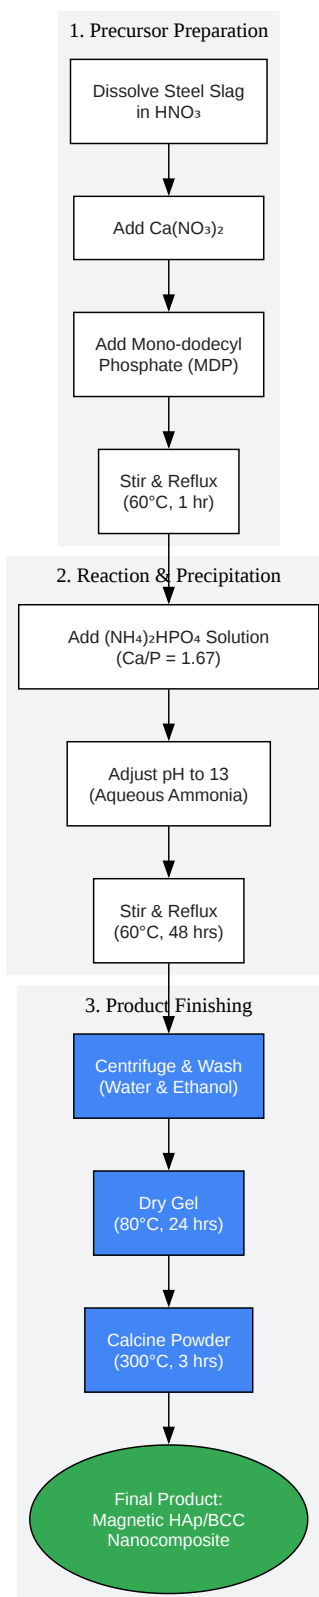 1. Precursor Preparation
Dissolve Steel Slag
in HNO₃
Add Ca(NO₃)₂
Add Mono-dodecyl
Phosphate (MDP)
Stir & Reflux
(60°C, 1 hr)
2. Reaction & Precipitation
Add (NH₄)₂HPO₄ Solution
(Ca/P = 1.67)
Adjust pH to 13
(Aqueous Ammonia)
Stir & Reflux
(60°C, 48 hrs)
3. Product Finishing
Centrifuge & Wash
(Water & Ethanol)
Dry Gel
(80°C, 24 hrs)
Calcine Powder
(300°C, 3 hrs)
Final Product:
Magnetic HAp/BCC
Nanocomposite